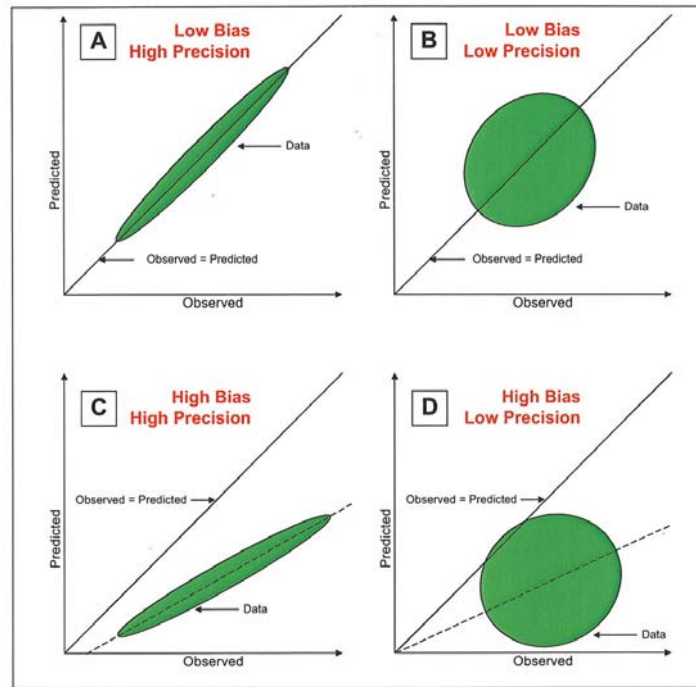 A
Low Bias
High Precision
Predicted
Data
Observed = Predicted
Observed
B
Low Bias
Low Precision
Predicted
Data
Observed = Predicted
Observed
C
High Bias
High Precision
Observed = Predicted
Predicted
Data
Observed
D
High Bias
Low Precision
Observed = Predicted
Predicted
Data
Observed